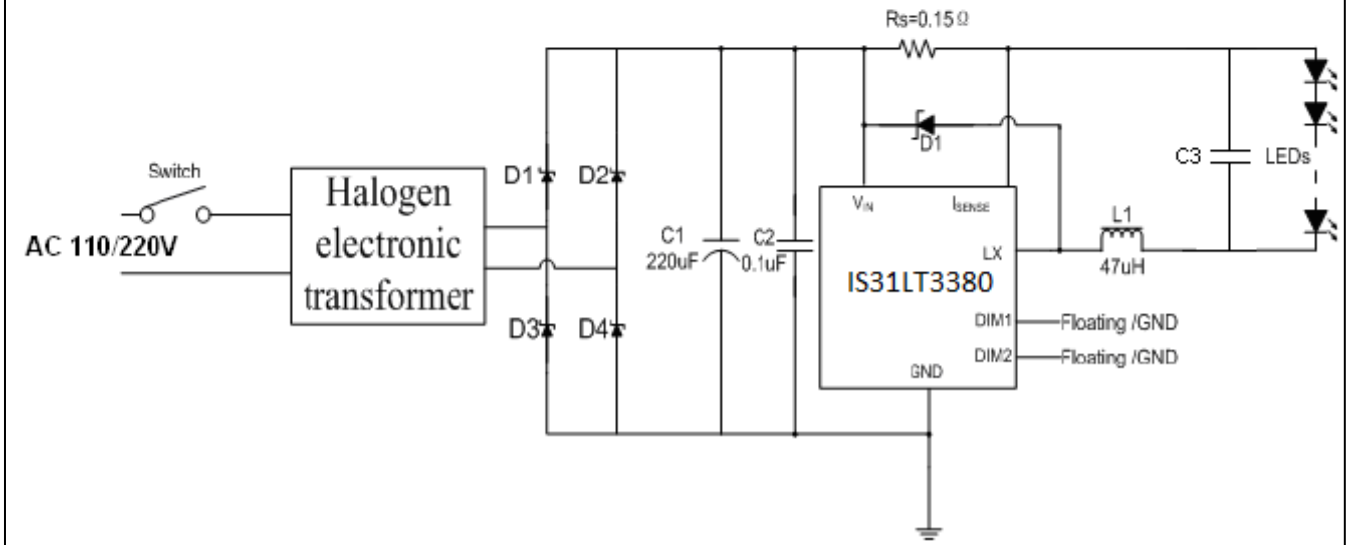 Rs=0.15Ω
Switch
AC 110/220V
Halogen
electronic
transformer
D1
D2
D3
D4
C1
220uF
C2
0.1uF
D1
VIN
ISENSE
LX
IS31LT3380
DIM1
DIM2
GND
L1
47uH
Floating /GND
Floating /GND
C3
LEDs